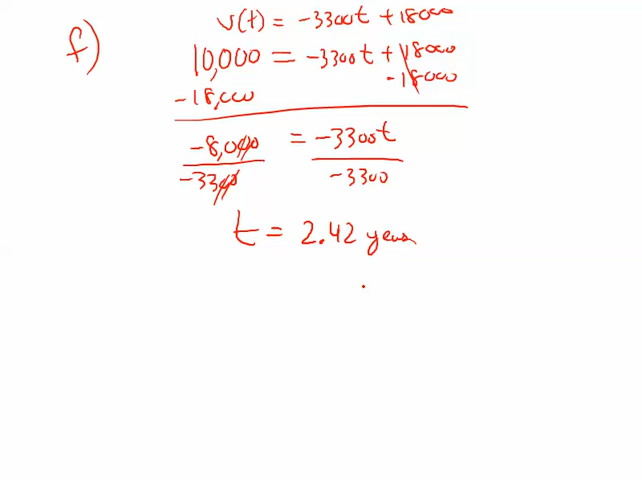 f)
v(t) = -3300t + 18000
10,000 = -3300t + 18000
-18,000 -18000
-8,000 = -3300t
-3300 -3300
t = 2.42 years